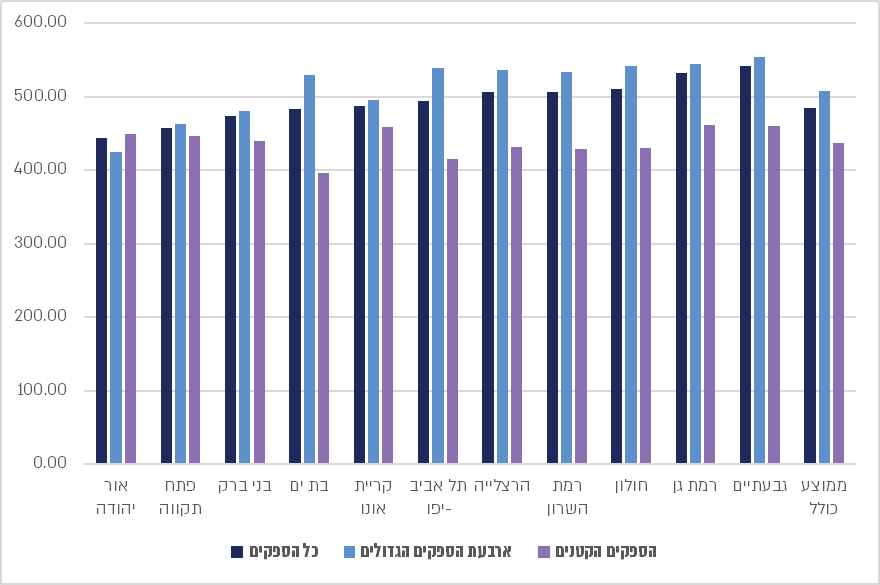 600.00
500.00
400.00
300.00
200.00
100.00
0.00
אור יהודה
פתח תקווה
בני ברק
בת ים
קריית אונו
תל אביב -יפו
הרצלייה
רמת השרון
חולון
רמת גן
גבעתיים
ממוצע כולל
כל הספקים
ארבעת הספקים הגדולים
הספקים הקטנים